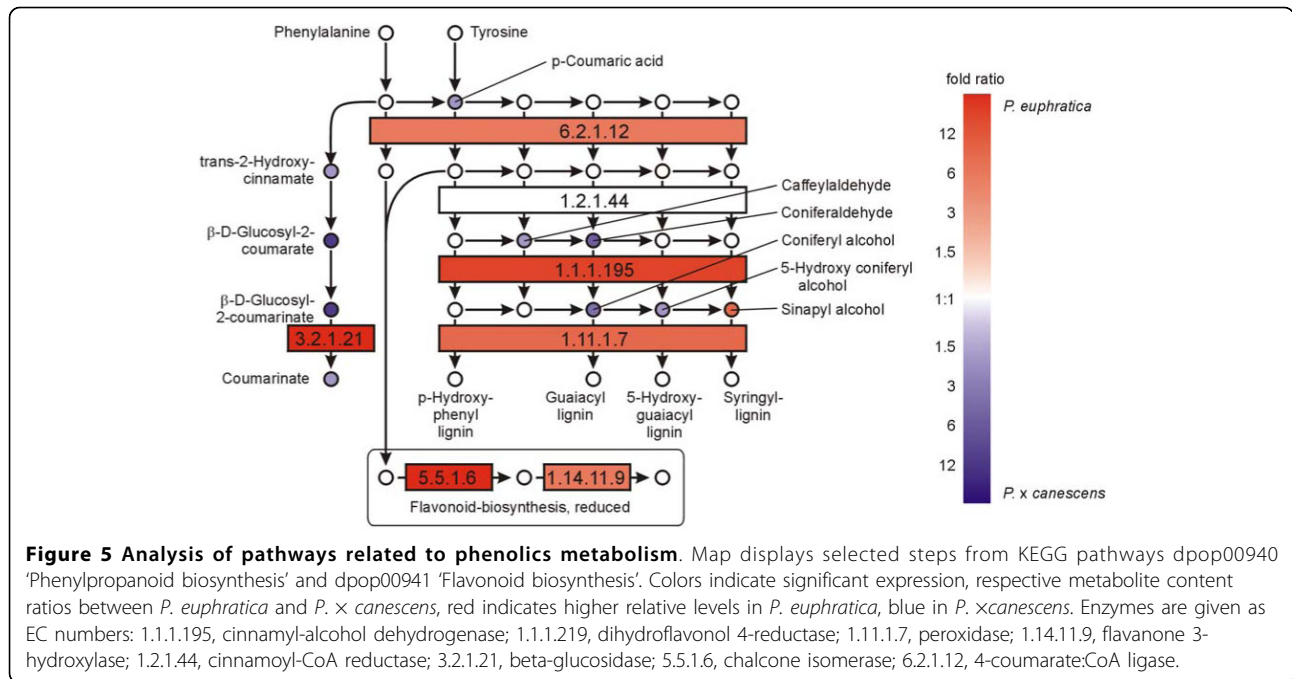 Phenylalanine
Tyrosine
p-Coumaric acid
6.2.1.12
trans-2-Hydroxy-
cinnamate
1.2.1.44
Caffeylaldehyde
Coniferaldehyde
β-D-Glucosyl-2-
coumarate
Coniferyl alcohol
1.1.1.195
5-Hydroxy coniferyl
alcohol
β-D-Glucosyl-
2-coumarinate
Sinapyl alcohol
3.2.1.21
1.11.1.7
Coumarinate
p-Hydroxy-
phenyl
lignin
Guaiacyl
lignin
5-Hydroxy-
guaiacyl
lignin
Syringyl-
lignin
5.5.1.6
1.14.11.9
Flavonoid-biosynthesis, reduced
fold ratio
P. euphratica
12
6
3
1.5
1:1
1.5
3
6
12
P. x canescens
Figure 5 Analysis of pathways related to phenolics metabolism. Map displays selected steps from KEGG pathways dpop00940
'Phenylpropanoid biosynthesis' and dpop00941 'Flavonoid biosynthesis'. Colors indicate significant expression, respective metabolite content
ratios between P. euphratica and P. × canescens, red indicates higher relative levels in P. euphratica, blue in P. ×canescens. Enzymes are given as
EC numbers: 1.1.1.195, cinnamyl-alcohol dehydrogenase; 1.1.1.219, dihydroflavonol 4-reductase; 1.11.1.7, peroxidase; 1.14.11.9, flavanone 3-
hydroxylase; 1.2.1.44, cinnamoyl-CoA reductase; 3.2.1.21, beta-glucosidase; 5.5.1.6, chalcone isomerase; 6.2.1.12, 4-coumarate:CoA ligase.